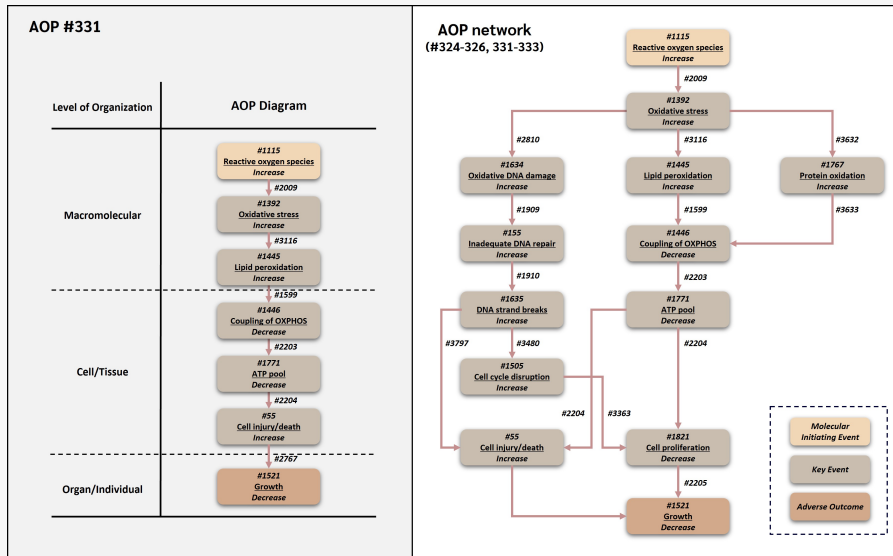 AOP #331
Level of Organization
AOP Diagram
Macromolecular
#1115
Reactive oxygen species
Increase
#2009
#1392
Oxidative stress
Increase
#3116
#1445
Lipid peroxidation
Increase
#1599
Cell/Tissue
#1446
Coupling of OXPHOS
Decrease
#2203
#1771
ATP pool
Decrease
#2204
#55
Cell injury/death
Increase
#2767
Organ/Individual
#1521
Growth
Decrease
AOP network
(#324-326, 331-333)
#1115
Reactive oxygen species
Increase
#2009
#1392
Oxidative stress
Increase
#2810
#3116
#3632
#1634
Oxidative DNA damage
Increase
#1445
Lipid peroxidation
Increase
#1767
Protein oxidation
Increase
#1909
#1599
#3633
#155
Inadequate DNA repair
Increase
#1446
Coupling of OXPHOS
Decrease
#1910
#2203
#1635
DNA strand breaks
Increase
#1771
ATP pool
Decrease
#3797
#3480
#2204
#1505
Cell cycle disruption
Increase
#2204
#3363
#55
Cell injury/death
Increase
#1821
Cell proliferation
Decrease
#2205
#1521
Growth
Decrease
Molecular
Initiating Event
Key Event
Adverse Outcome